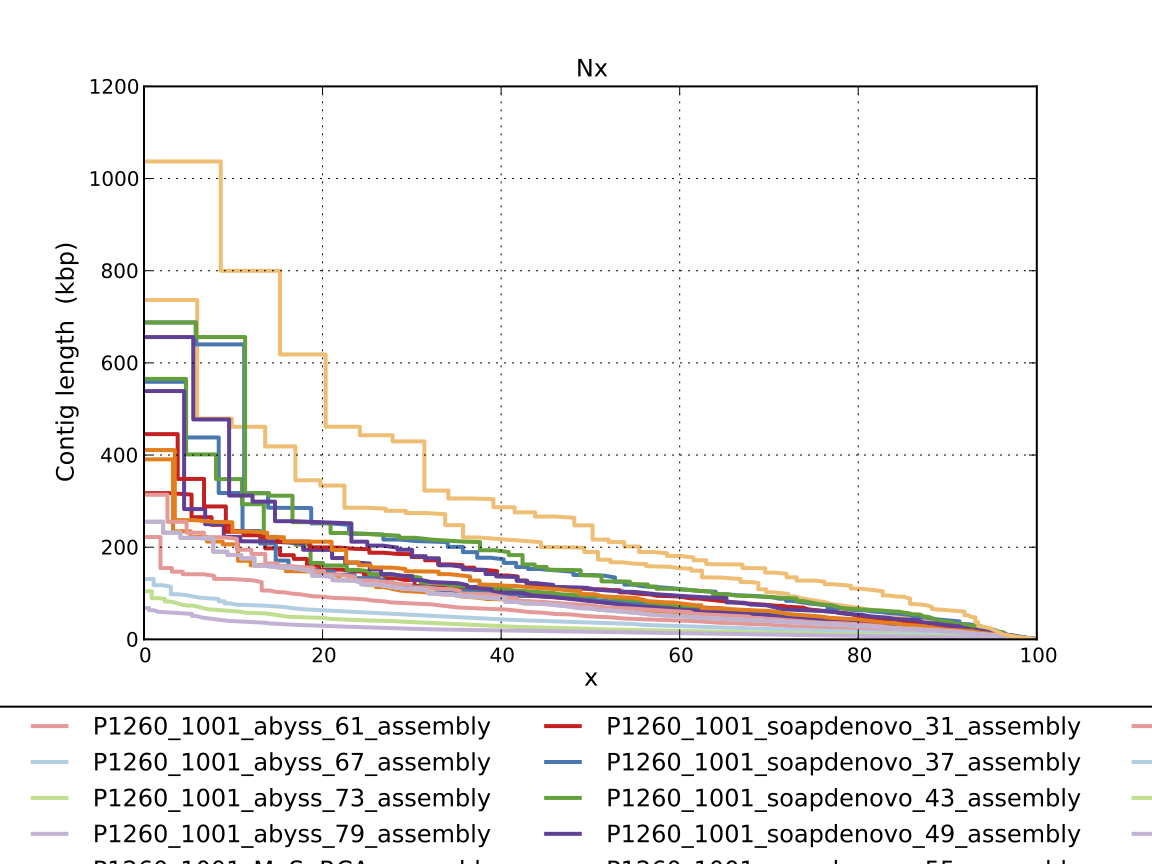 Nx
1200
1000
800
600
400
200
0
Contig length (kbp)
0 20 40 60 80 100
x
P1260_1001_abyss_61_assembly P1260_1001_soapdenovo_31_assembly
P1260_1001_abyss_67_assembly P1260_1001_soapdenovo_37_assembly
P1260_1001_abyss_73_assembly P1260_1001_soapdenovo_43_assembly
P1260_1001_abyss_79_assembly P1260_1001_soapdenovo_49_assembly